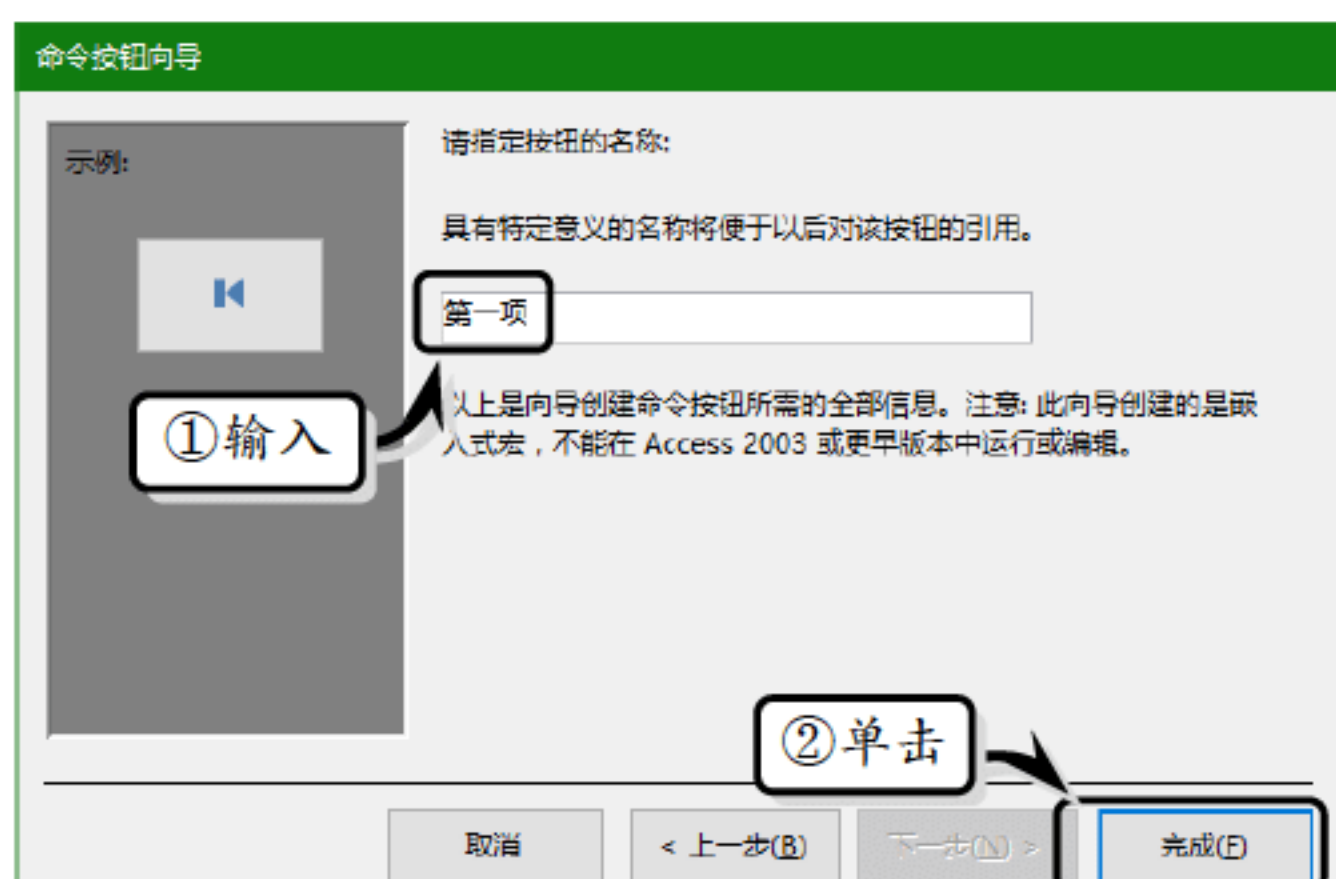 命令按钮向导
示例:
请指定按钮的名称:
具有特定意义的名称将便于以后对该按钮的引用。
第一项
①输入
以上是向导创建命令按钮所需的全部信息。注意: 此向导创建的是嵌
入式宏，不能在 Access 2003 或更早版本中运行或编辑。
②单击
取消
< 上一步(B)
下一步(N) >
完成(F)